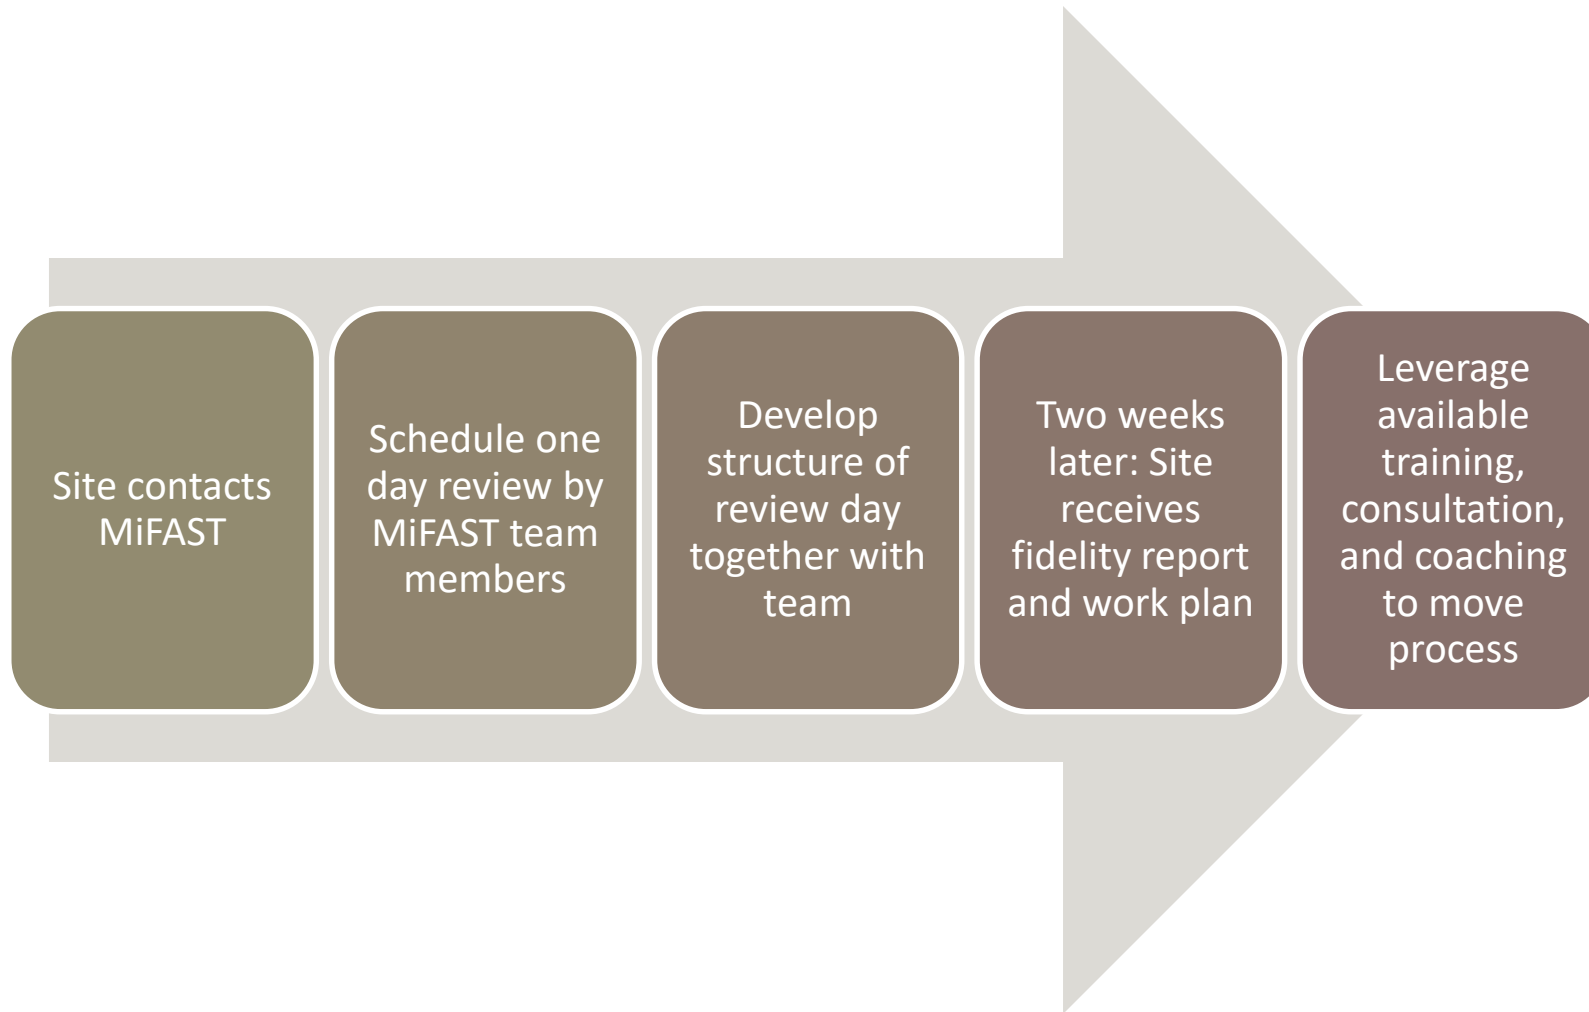 Site contacts
MiFAST
Schedule one
day review by
MiFAST team
members
Develop
structure of
review day
together with
team
Two weeks
later: Site
receives
fidelity report
and work plan
Leverage
available
training,
consultation,
and coaching
to move
process